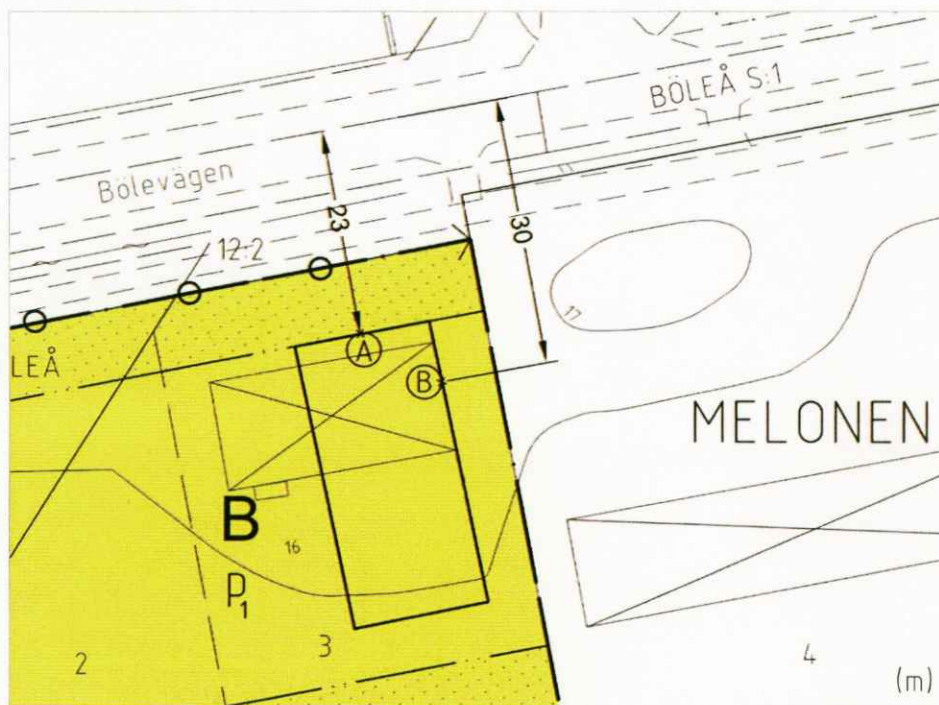 BÖLEÅ S:1
Bölevägen
23
30
12:2
17
LEÅ
A
B
MELONEN
B
16
P1
3
2
4
(m)